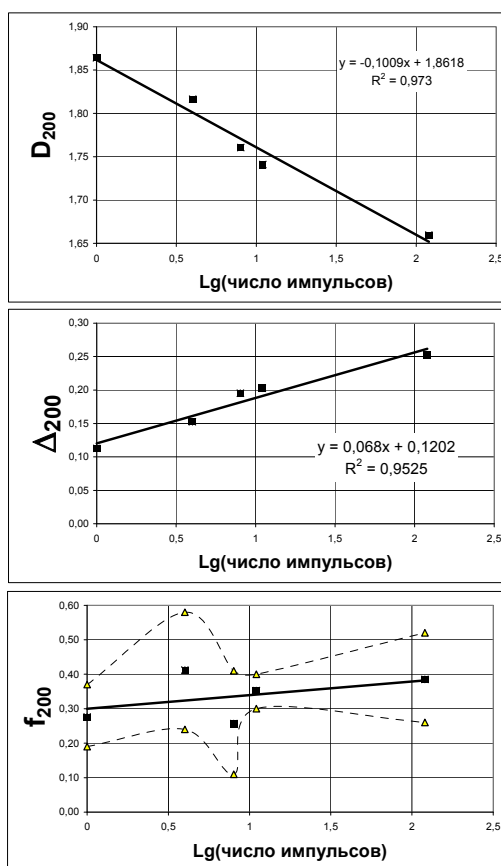 1,90
1,85
1,80
1,75
1,70
1,65
D200
y = -0,1009x + 1,8618
R2 = 0,973
0 0,5 1 1,5 2 2,5
Lg(число импульсов)
0,30
0,25
0,20
0,15
0,10
0,05
0,00
Δ200
y = 0,068x + 0,1202
R2 = 0,9525
0 0,5 1 1,5 2 2,5
Lg(число импульсов)
0,60
0,50
0,40
0,30
0,20
0,10
0,00
f200
0 0,5 1 1,5 2 2,5
Lg(число импульсов)